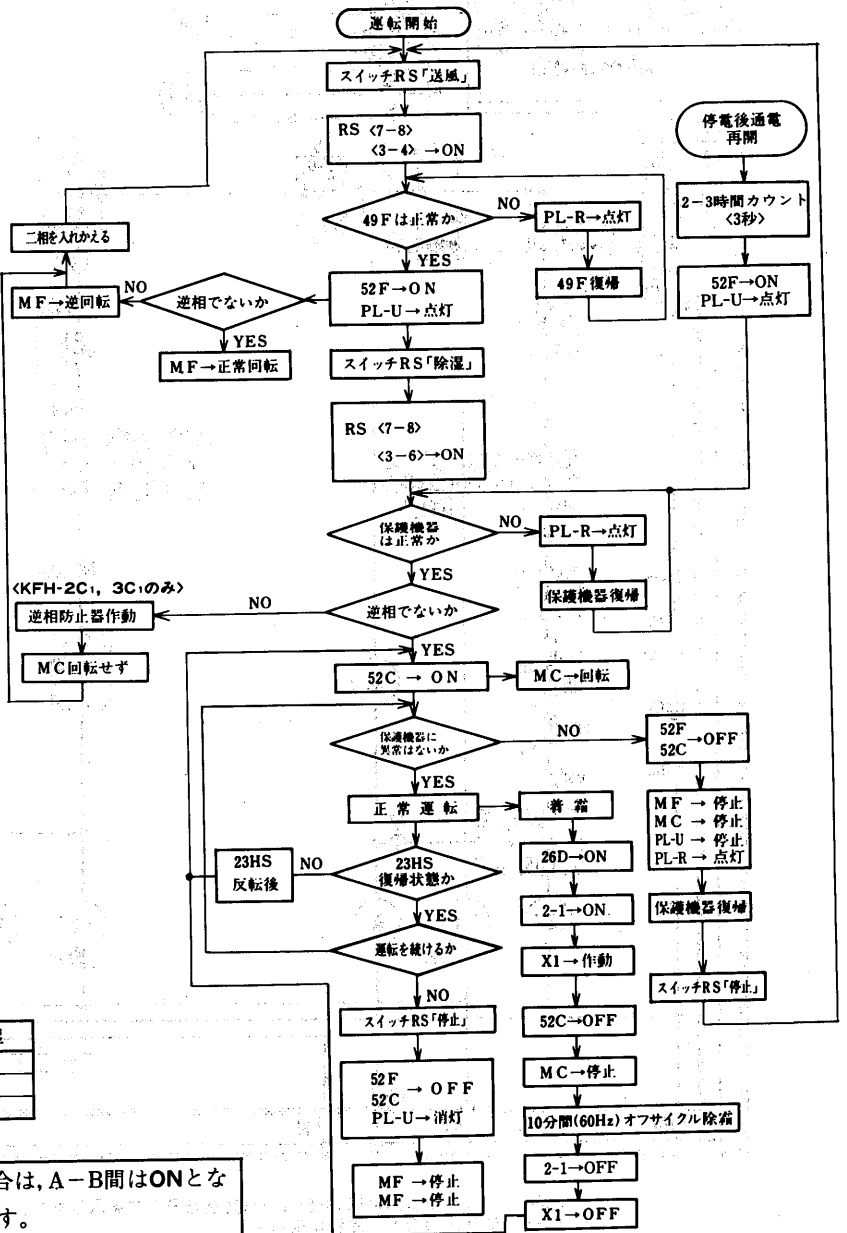 運転開始
スイッチRS「送風」
RS〈7-8〉
〈3-4〉→ON
停電後通電
再開
49Fは正常か
NO
PL-R→点灯
49F復帰
2-3時間カウント
〈3秒〉
52F→ON
PL-U→点灯
YES
52F→ON
PL-U→点灯
二相を入れかえる
MF→逆回転
NO
逆相でないか
YES
MF→正常回転
スイッチRS「除湿」
RS〈7-8〉
〈3-6〉→ON
保護機器
は正常か
NO
PL-R→点灯
保護機器復帰
YES
〈KFH-2C₁, 3C₁のみ〉
逆相防止器作動
NO
逆相でないか
MC回転せず
YES
52C→ON
MC→回転
保護機器に
異常はないか
NO
52F
52C
→OFF
YES
正常運転
着霜
MF→停止
MC→停止
PL-U→停止
PL-R→点灯
23HS
反転後
NO
23HS
復帰状態か
26D→ON
YES
2-1→ON
保護機器復帰
運転を続けるか
X1→作動
スイッチRS「停止」
NO
スイッチRS「停止」
52C→OFF
52F
52C
→OFF
PL-U→消灯
MC→停止
10分間(60Hz)オフサイクル除霜
MF→停止
MF→停止
2-1→OFF
X1→OFF
合は,A-B間はONとな
す。